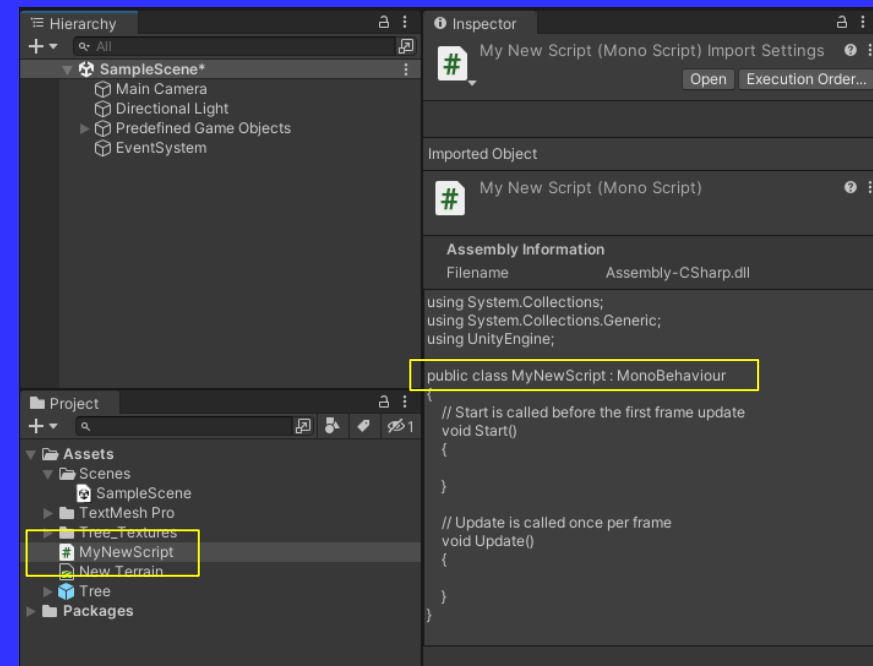 Hierarchy
All
SampleScene*
Main Camera
Directional Light
Predefined Game Objects
EventSystem
Project
1
Assets
Scenes
SampleScene
TextMesh Pro
Tree_Textures
# MyNewScript
New Terrain
Tree
Packages
Inspector
# My New Script (Mono Script) Import Settings
Open Execution Order...
Imported Object
# My New Script (Mono Script)
Assembly Information
Filename Assembly-CSharp.dll
using System.Collections;
using System.Collections.Generic;
using UnityEngine;
public class MyNewScript : MonoBehaviour
{
// Start is called before the first frame update
void Start()
{
}
// Update is called once per frame
void Update()
{
}
}